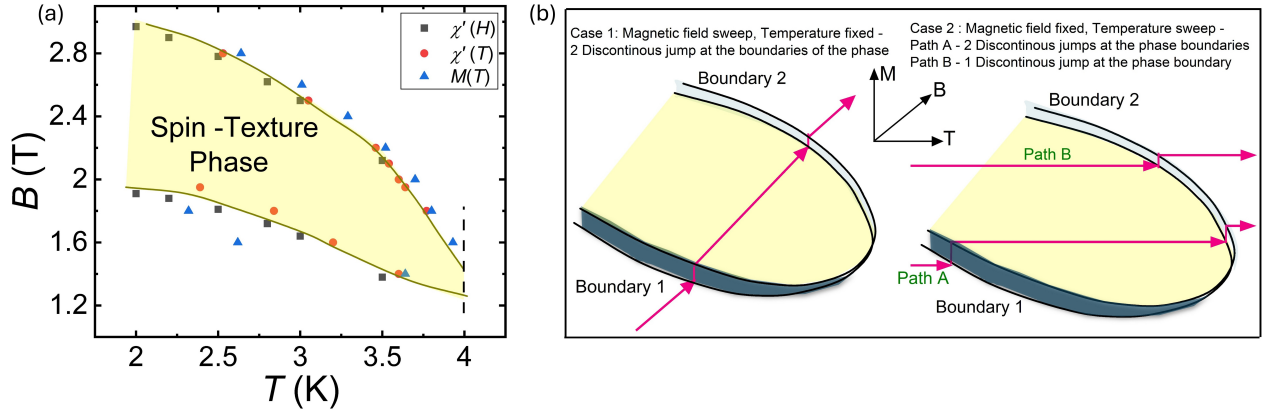 (a)
2.8
2.4
2
1.6
1.2
B (T)
2
2.5
3
3.5
4
T (K)
χ′(H)
χ′(T)
M(T)
Spin -Texture
Phase
(b)
Case 1: Magnetic field sweep, Temperature fixed -
2 Discontinous jump at the boundaries of the phase
Boundary 2
Boundary 1
M
B
T
Case 2 : Magnetic fixed, Temperature sweep -
Path A - 2 Discontinous jumps at the phase boundaries
Path B - 1 Discontinous jump at the phase boundary
Boundary 2
Path B
Path A
Boundary 1